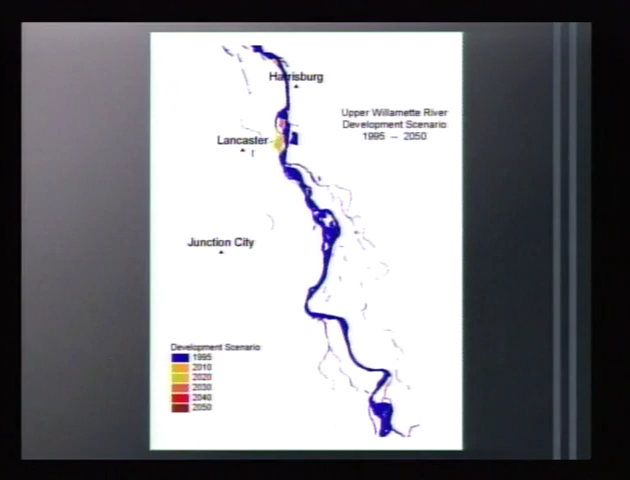 Harrisburg
Upper Willamette River
Development Scenario
1995 – 2050
Lancaster
Junction City
Development Scenario
1995
2010
2020
2030
2040
2050